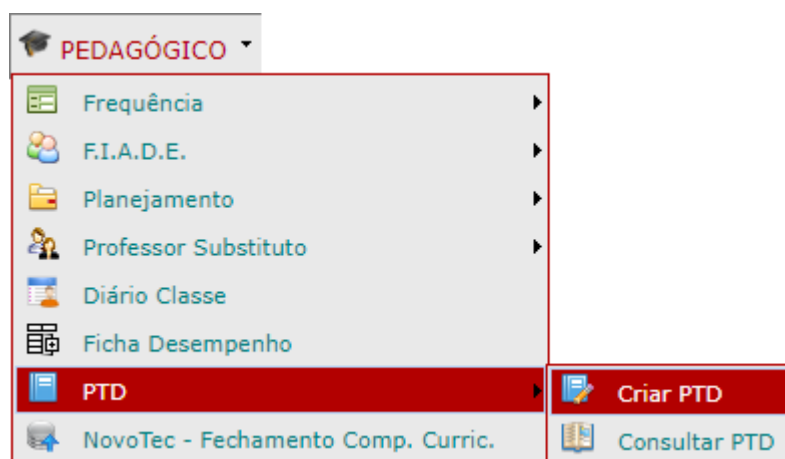 PEDAGÓGICO
Frequência
F.I.A.D.E.
Planejamento
Professor Substituto
Diário Classe
Ficha Desempenho
PTD
Criar PTD
NovoTec - Fechamento Comp. Curric.
Consultar PTD